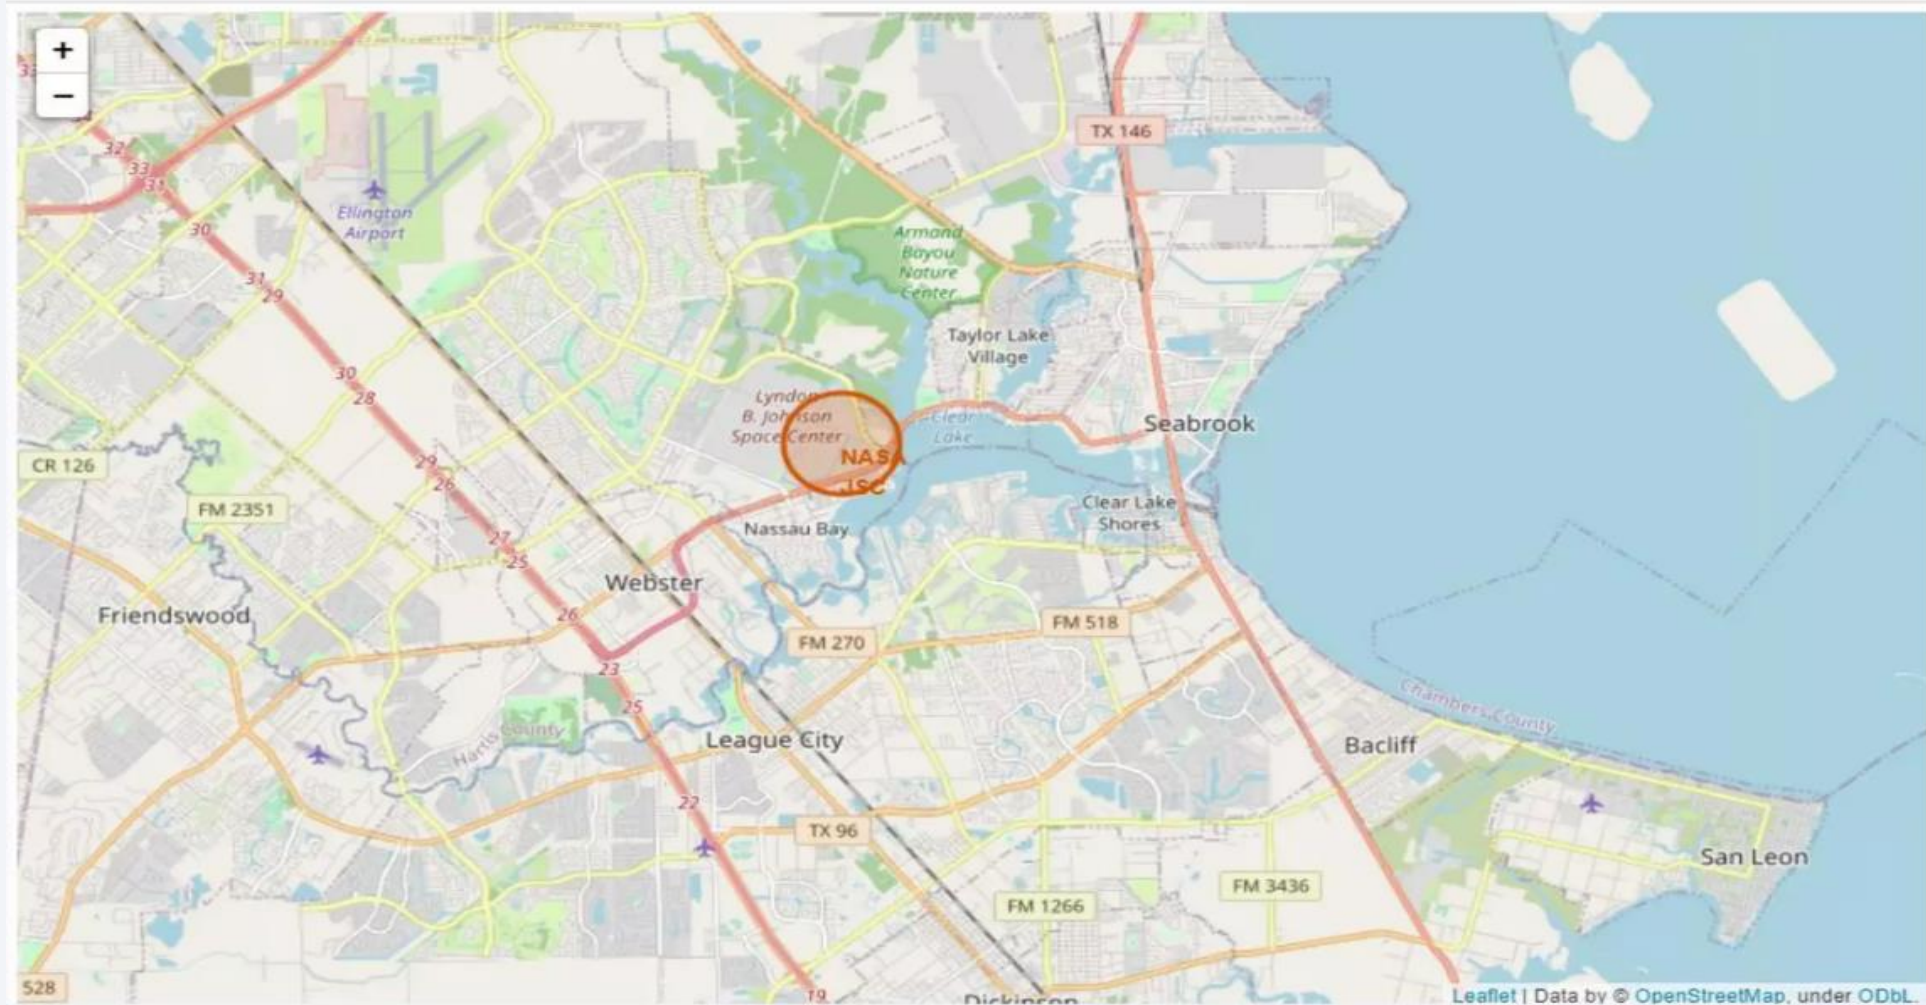 +
−
32
33
31
30
31
29
30
28
29
26
27
25
26
23
25
22
19
TX 146
Ellington
Airport
Armand
Bayou
Nature
Center
Taylor Lake
Village
Lyndon
B. Johnson
Space Center
Clear
Lake
Seabrook
NASA
JSC
CR 126
FM 2351
Nassau Bay
Clear Lake
Shores
Webster
Friendswood
FM 270
FM 518
Harris County
League City
Chambers County
Bacliff
TX 96
San Leon
FM 3436
FM 1266
528
Dickinson
Leaflet | Data by © OpenStreetMap, under ODbL.